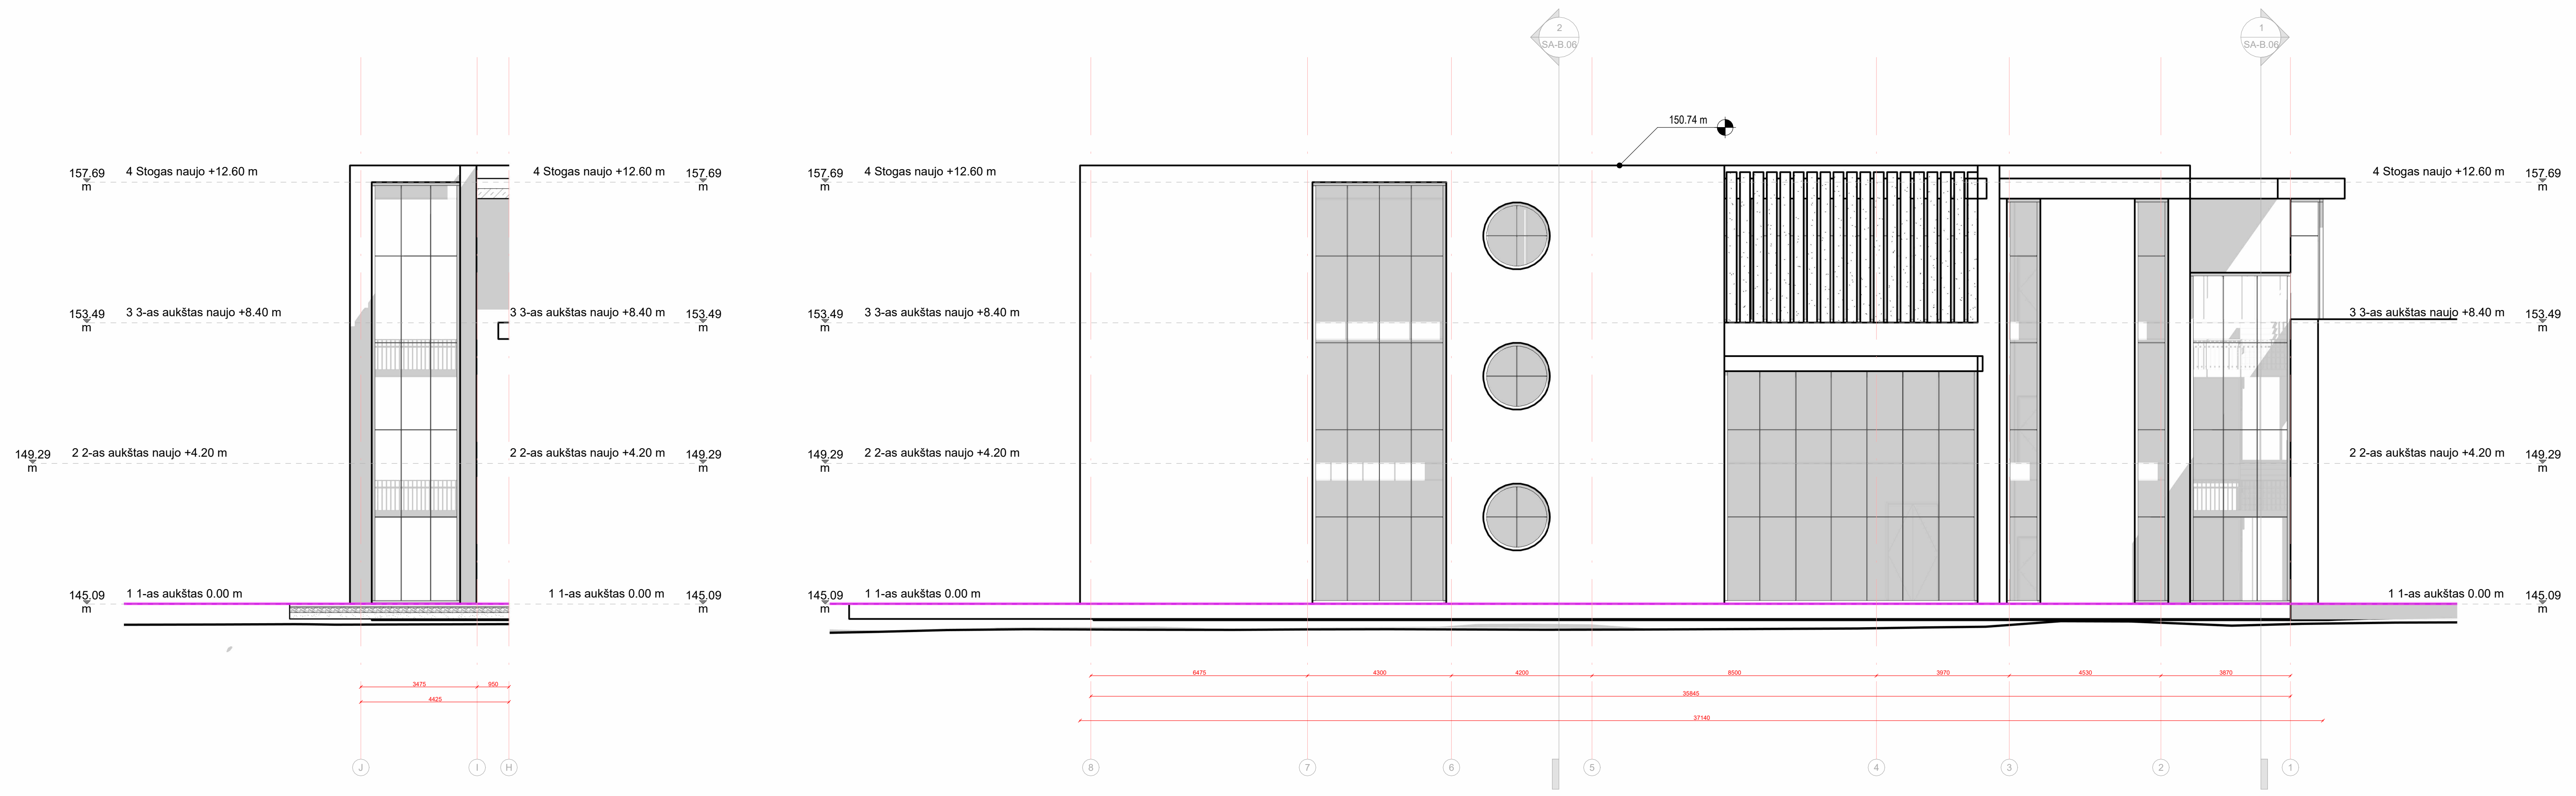 2
SA-B.06
1
SA-B.06
150.74 m
157.69
m
4 Stogas naujo +12.60 m
4 Stogas naujo +12.60 m
157.69
m
157.69
m
4 Stogas naujo +12.60 m
4 Stogas naujo +12.60 m
157.69
m
153.49
m
3 3-as aukštas naujo +8.40 m
3 3-as aukštas naujo +8.40 m
153.49
m
153.49
m
3 3-as aukštas naujo +8.40 m
3 3-as aukštas naujo +8.40 m
153.49
m
149.29
m
2 2-as aukštas naujo +4.20 m
2 2-as aukštas naujo +4.20 m
149.29
m
149.29
m
2 2-as aukštas naujo +4.20 m
2 2-as aukštas naujo +4.20 m
149.29
m
145.09
m
1 1-as aukštas 0.00 m
1 1-as aukštas 0.00 m
145.09
m
145.09
m
1 1-as aukštas 0.00 m
1 1-as aukštas 0.00 m
145.09
m
3475
950
4425
6475
4300
4200
8500
3970
4530
3870
35845
37140
J
I
H
8
7
6
5
4
3
2
1